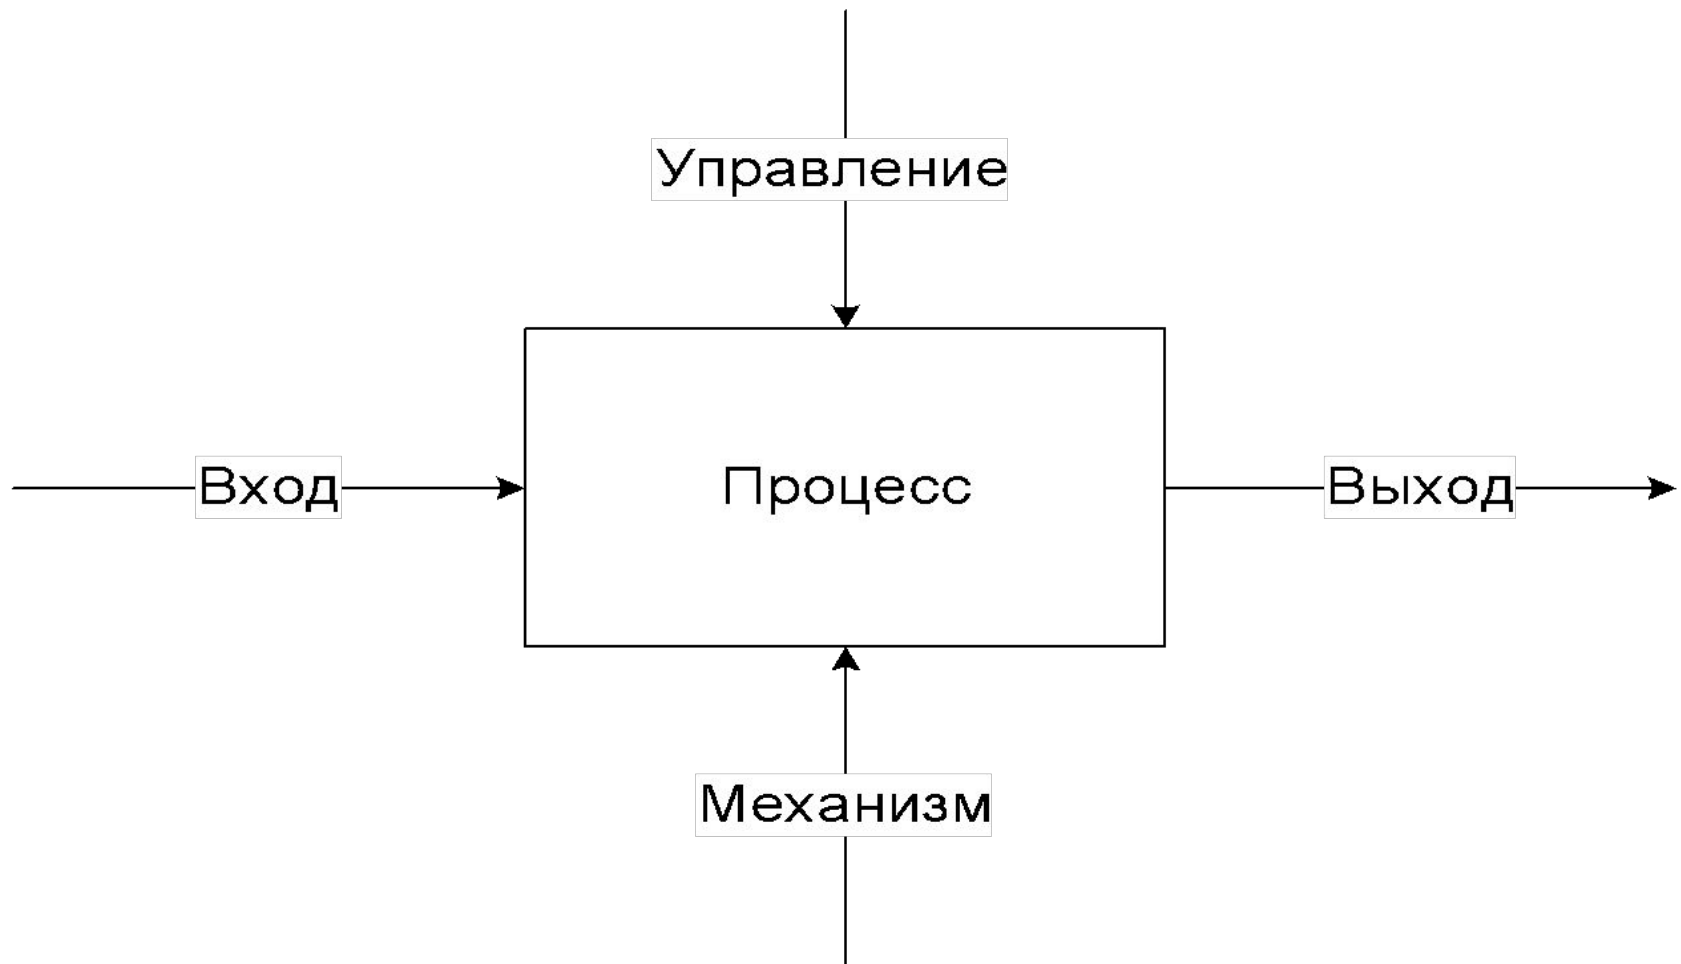 Управление
Вход
Процесс
Выход
Механизм